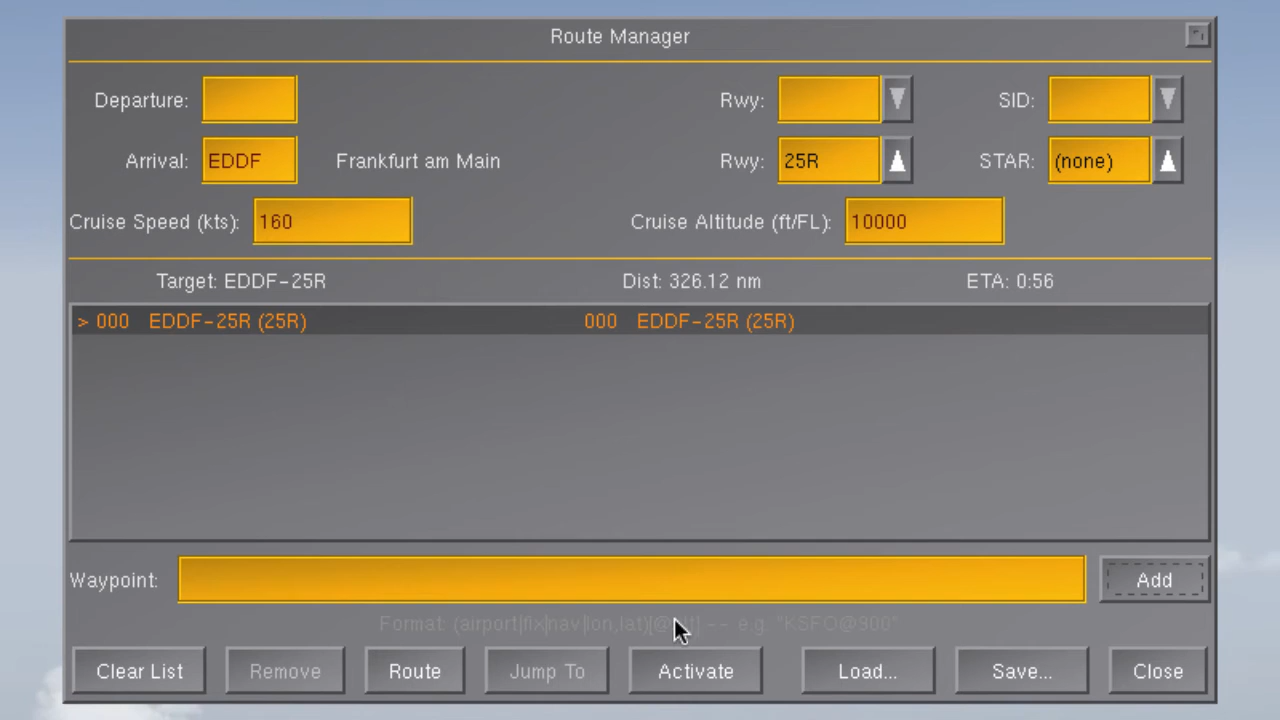 Route Manager
Departure: Rwy: SID:
Arrival: EDDF Frankfurt am Main Rwy: 25R STAR: (none)
Cruise Speed (kts): 160 Cruise Altitude (ft/FL): 10000
Target: EDDF-25R Dist: 326.12 nm ETA: 0:56
> 000 EDDF-25R (25R) 000 EDDF-25R (25R)
Waypoint: Add
Format: (airport|fix|nav|lon,lat) -- e.g. "KSFO@900"
Clear List Remove Route Jump To Activate Load... Save... Close